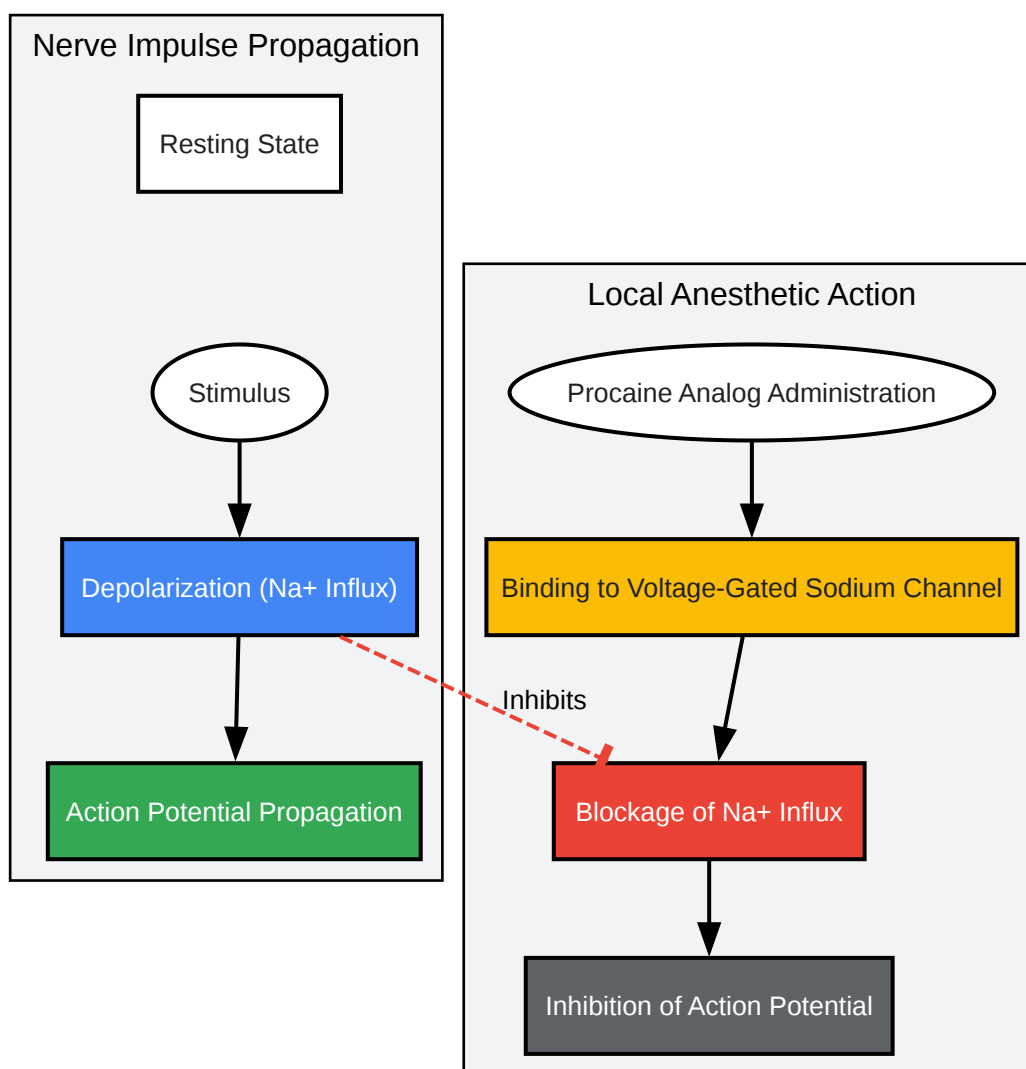 Nerve Impulse Propagation
Resting State
Stimulus
Depolarization (Na+ Influx)
Action Potential Propagation
Local Anesthetic Action
Procaine Analog Administration
Binding to Voltage-Gated Sodium Channel
Inhibits
Blockage of Na+ Influx
Inhibition of Action Potential